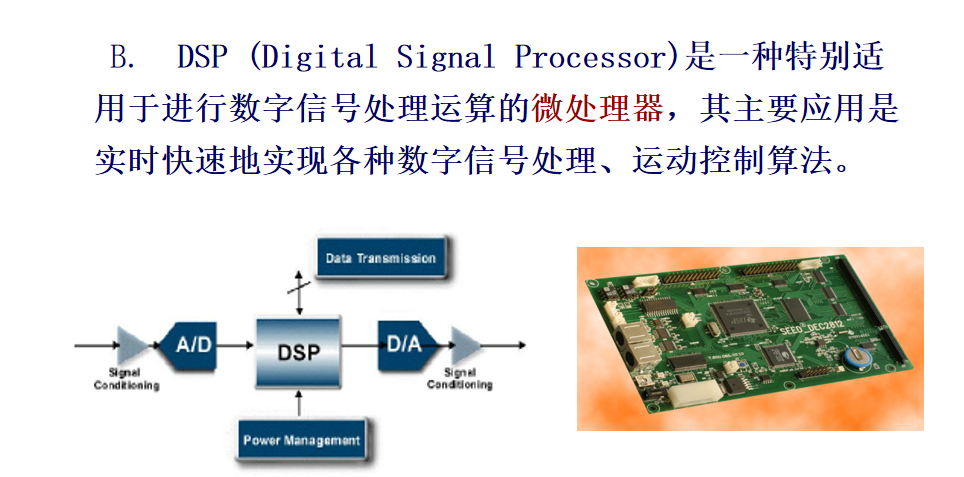 B. DSP (Digital Signal Processor)是一种特别适
用于进行数字信号处理运算的微处理器，其主要应用是
实时快速地实现各种数字信号处理、运动控制算法。
Data Transmission
A/D
DSP
D/A
Signal
Conditioning
Signal
Conditioning
Power Management
SEED_DEC2812
DSP